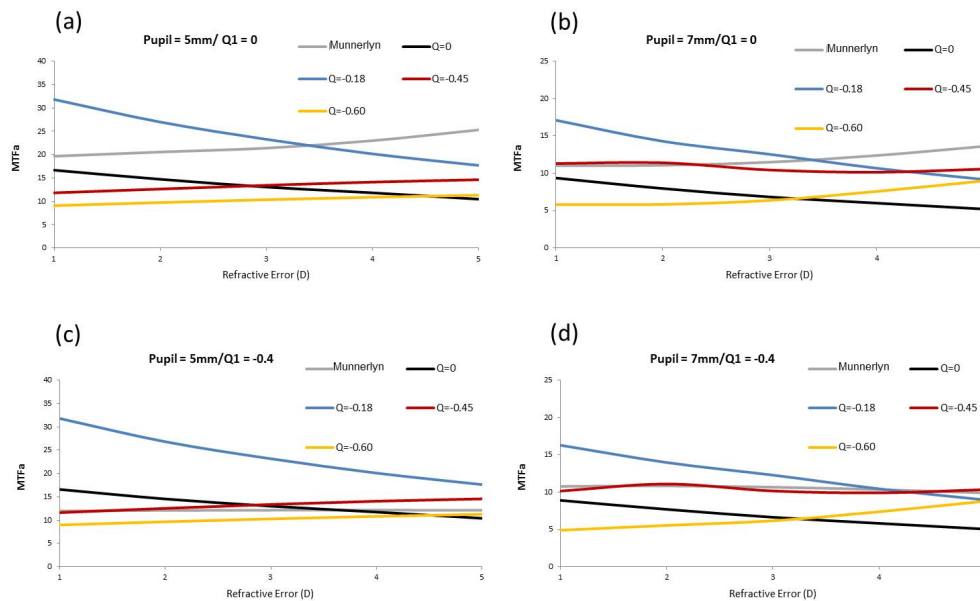 (a)
Pupil = 5mm/ Q1 = 0
Munnerlyn
Q=0
Q=-0.18
Q=-0.45
Q=-0.60
40
35
30
25
20
15
10
5
0
MTFa
1 2 3 4 5
Refractive Error (D)
(b)
Pupil = 7mm/Q1 = 0
Munnerlyn
Q=0
Q=-0.18
Q=-0.45
Q=-0.60
25
20
15
10
5
0
MTFa
1 2 3 4 5
Refractive Error (D)
(c)
Pupil = 5mm/Q1 = -0.4
Munnerlyn
Q=0
Q=-0.18
Q=-0.45
Q=-0.60
40
35
30
25
20
15
10
5
0
MTFa
1 2 3 4 5
Refractive Error (D)
(d)
Pupil = 7mm/Q1 = -0.4
Munnerlyn
Q=0
Q=-0.18
Q=-0.45
Q=-0.60
25
20
15
10
5
0
MTFa
1 2 3 4
Refractive Error (D)